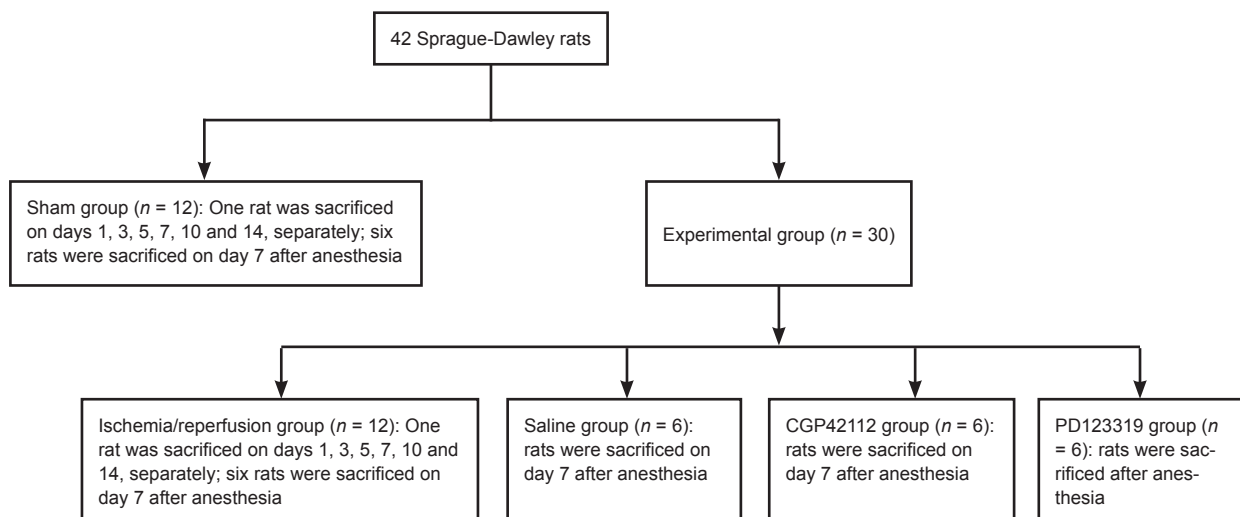 42 Sprague-Dawley rats
Sham group (n = 12): One rat was sacrificed
on days 1, 3, 5, 7, 10 and 14, separately; six
rats were sacrificed on day 7 after anesthesia
Experimental group (n = 30)
Ischemia/reperfusion group (n = 12): One
rat was sacrificed on days 1, 3, 5, 7, 10 and
14, separately; six rats were sacrificed on
day 7 after anesthesia
Saline group (n = 6):
rats were sacrificed on
day 7 after anesthesia
CGP42112 group (n = 6):
rats were sacrificed on
day 7 after anesthesia
PD123319 group (n
= 6): rats were sac-
rificed after anes-
thesia